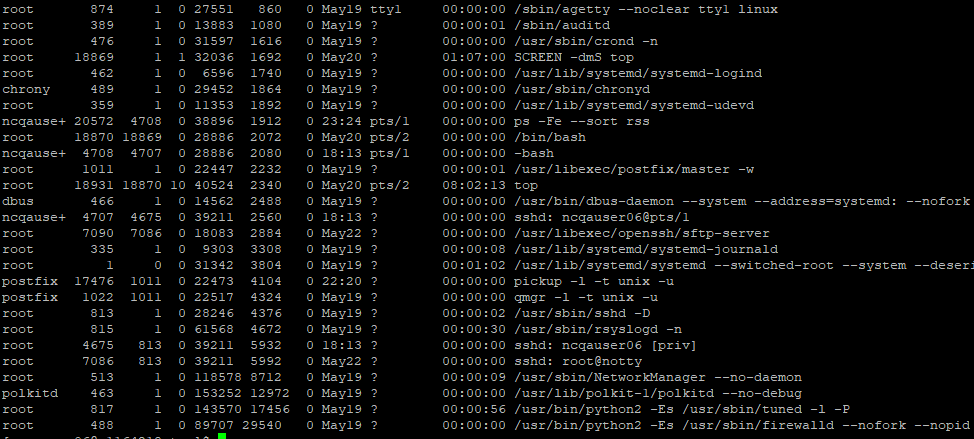 root 874 1 0 27551 860 0 May19 tty1 00:00:00 /sbin/agetty --noclear tty1 linux
root 389 1 0 13883 1080 0 May19 ? 00:00:01 /sbin/auditd
root 476 1 0 31597 1616 0 May19 ? 00:00:00 /usr/sbin/crond -n
root 18869 1 1 32036 1692 0 May20 ? 01:07:00 SCREEN -dmS top
root 462 1 0 6596 1740 0 May19 ? 00:00:00 /usr/lib/systemd/systemd-logind
chrony 489 1 0 29452 1864 0 May19 ? 00:00:00 /usr/sbin/chronyd
root 359 1 0 11353 1892 0 May19 ? 00:00:00 /usr/lib/systemd/systemd-udevd
ncqause+ 20572 4708 0 38896 1912 0 23:24 pts/1 00:00:00 ps -Fe --sort rss
root 18870 18869 0 28886 2072 0 May20 pts/2 00:00:00 /bin/bash
ncqause+ 4708 4707 0 28886 2080 0 18:13 pts/1 00:00:00 -bash
root 1011 1 0 22447 2232 0 May19 ? 00:00:01 /usr/libexec/postfix/master -w
root 18931 18870 10 40524 2340 0 May20 pts/2 08:02:13 top
dbus 466 1 0 14562 2488 0 May19 ? 00:00:00 /usr/bin/dbus-daemon --system --address=systemd: --nofork
ncqause+ 4707 4675 0 39211 2560 0 18:13 ? 00:00:00 sshd: ncqauser06@pts/1
root 7090 7086 0 18083 2884 0 May22 ? 00:00:00 /usr/libexec/openssh/sftp-server
root 335 1 0 9303 3308 0 May19 ? 00:00:08 /usr/lib/systemd/systemd-journald
root 1 0 0 31342 3804 0 May19 ? 00:01:02 /usr/lib/systemd/systemd --switched-root --system --deseri
postfix 17476 1011 0 22473 4104 0 22:20 ? 00:00:00 pickup -l -t unix -u
postfix 1022 1011 0 22517 4324 0 May19 ? 00:00:00 qmgr -l -t unix -u
root 813 1 0 28246 4376 0 May19 ? 00:00:02 /usr/sbin/sshd -D
root 815 1 0 61568 4672 0 May19 ? 00:00:30 /usr/sbin/rsyslogd -n
root 4675 813 0 39211 5932 0 18:13 ? 00:00:00 sshd: ncqauser06 [priv]
root 7086 813 0 39211 5992 0 May22 ? 00:00:00 sshd: root@notty
root 513 1 0 118578 8712 0 May19 ? 00:00:09 /usr/sbin/NetworkManager --no-daemon
polkitd 463 1 0 153252 12972 0 May19 ? 00:00:00 /usr/lib/polkit-1/polkitd --no-debug
root 817 1 0 143570 17456 0 May19 ? 00:00:56 /usr/bin/python2 -Es /usr/sbin/tuned -l -P
root 488 1 0 89707 29540 0 May19 ? 00:00:00 /usr/bin/python2 -Es /usr/sbin/firewalld --nofork --nopid